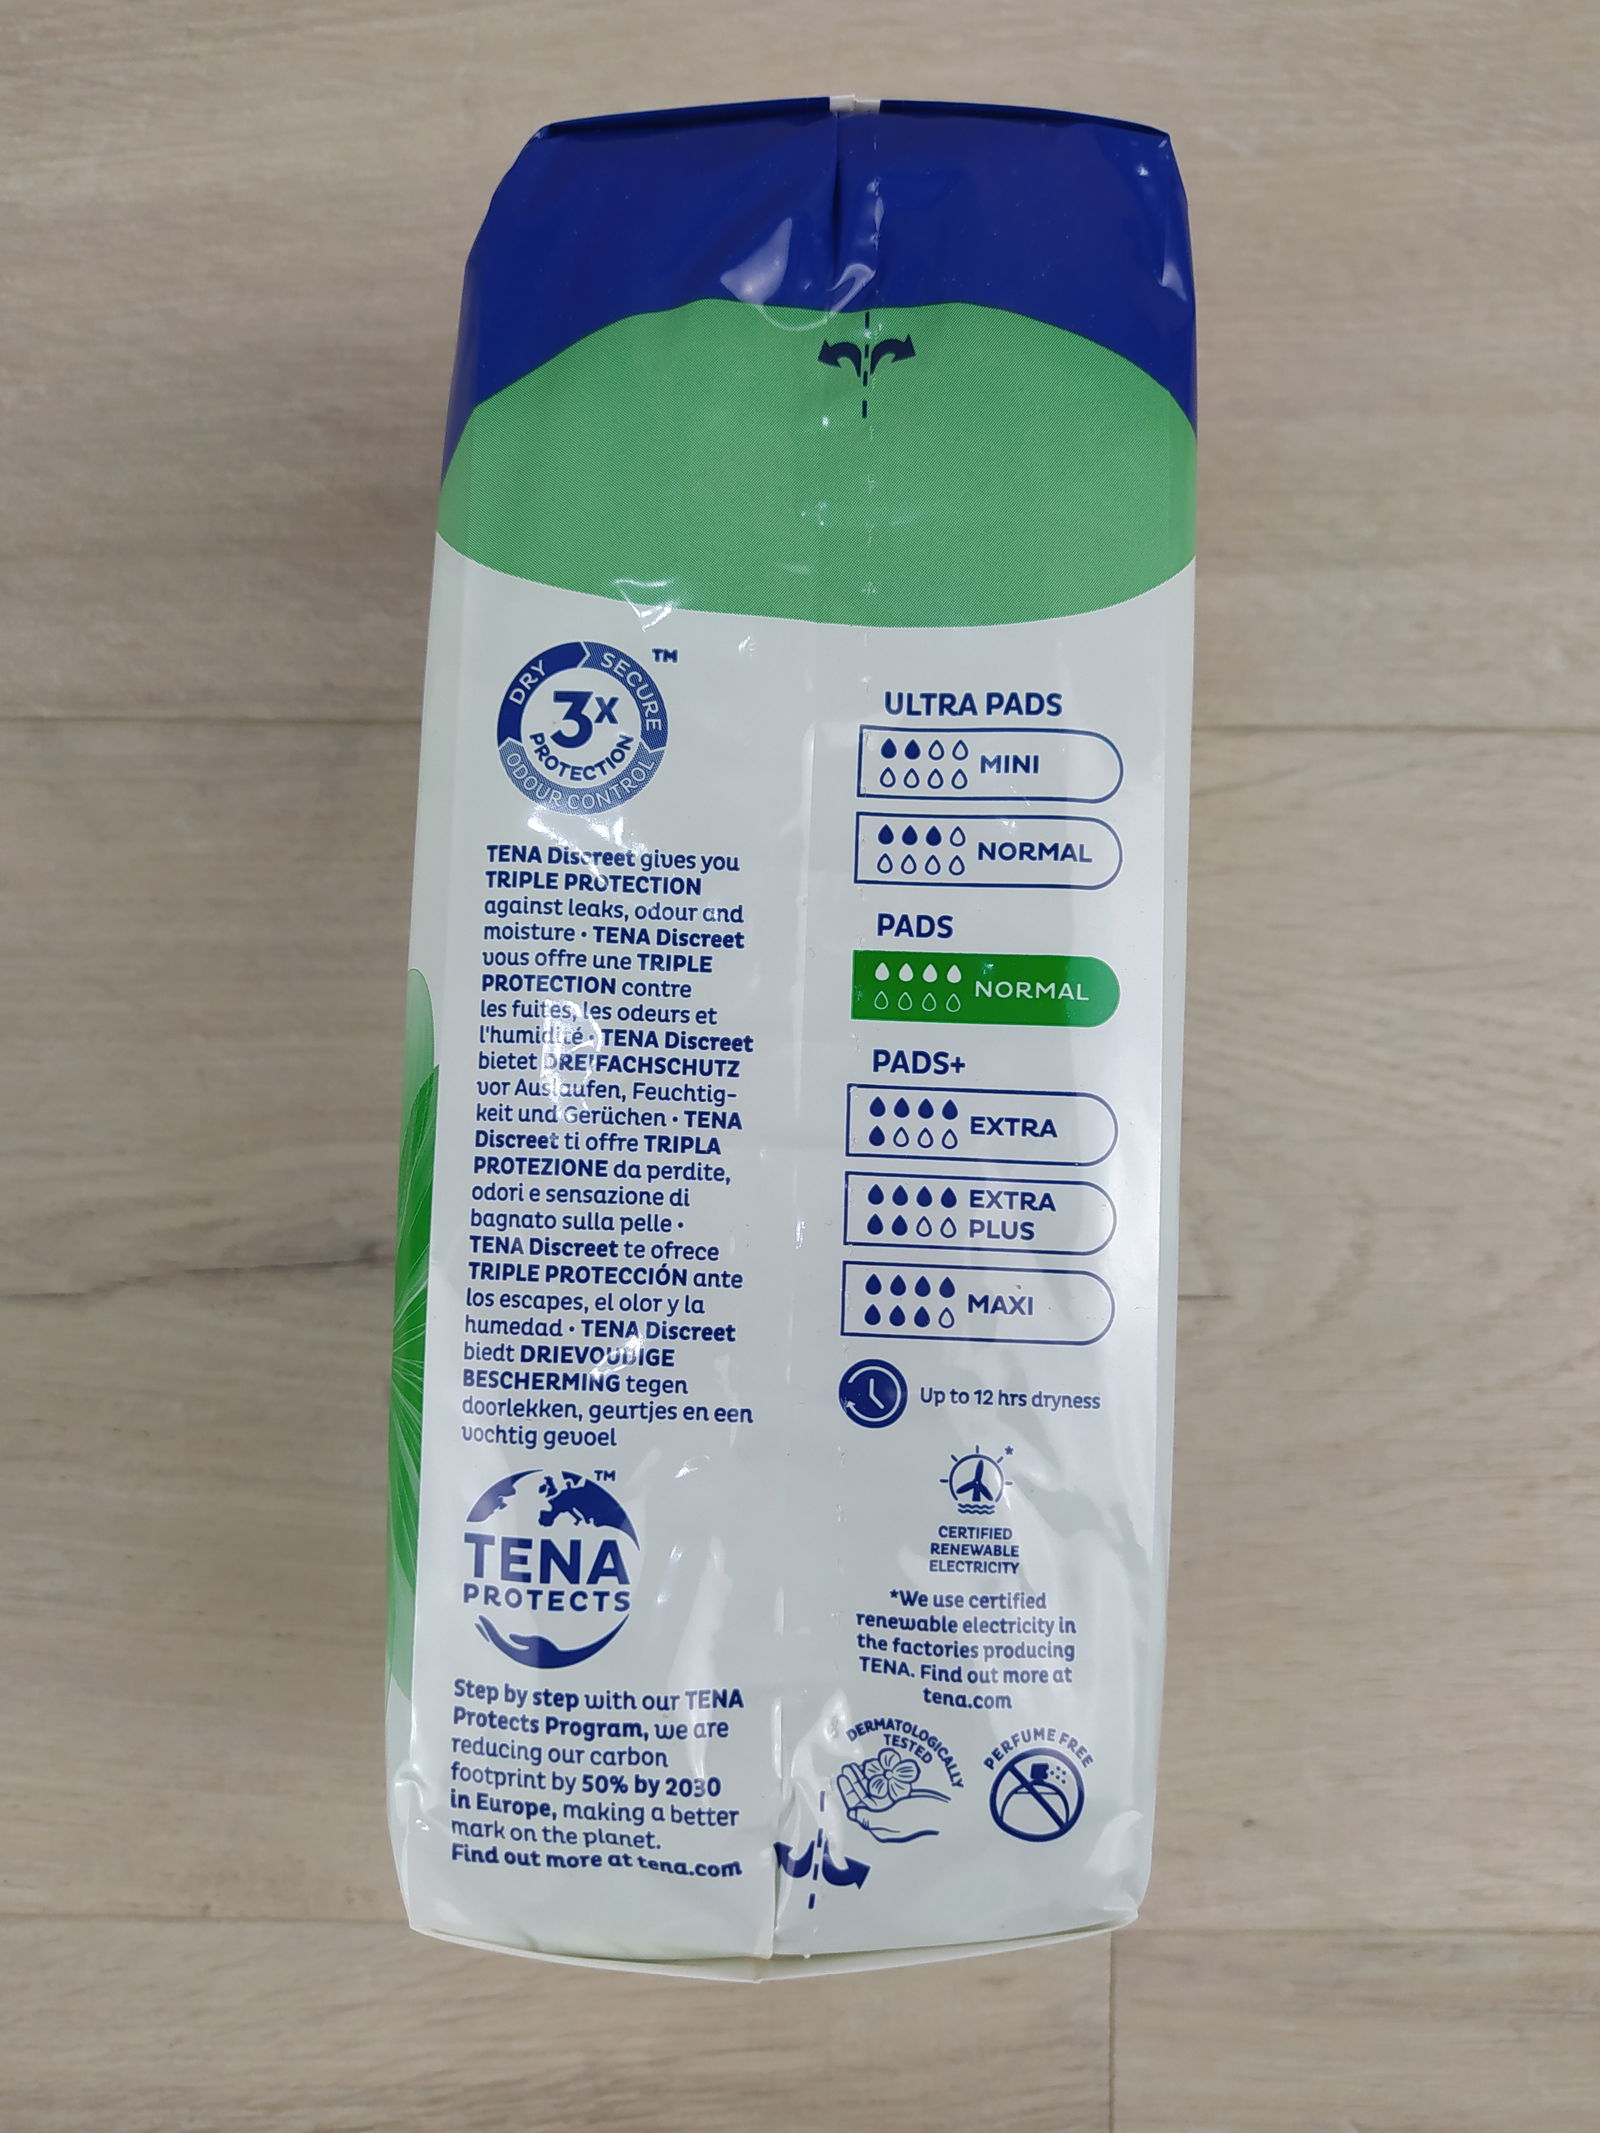 DRY
SECURE
ODOUR CONTROL
3x
PROTECTION
TM
TENA Discreet gives you
TRIPLE PROTECTION
against leaks, odour and
moisture • TENA Discreet
vous offre une TRIPLE
PROTECTION contre
les fuites, les odeurs et
l'humidité • TENA Discreet
bietet DREIFACHSCHUTZ
vor Auslaufen, Feuchtig-
keit und Gerüchen • TENA
Discreet ti offre TRIPLA
PROTEZIONE da perdite,
odori e sensazione di
bagnato sulla pelle •
TENA Discreet te ofrece
TRIPLE PROTECCIÓN ante
los escapes, el olor y la
humedad • TENA Discreet
biedt DRIEVOUDIGE
BESCHERMING tegen
doorlekken, geurtjes en een
vochtig gevoel
TM
TENA
PROTECTS
Step by step with our TENA
Protects Program, we are
reducing our carbon
footprint by 50% by 2030
in Europe, making a better
mark on the planet.
Find out more at tena.com
ULTRA PADS
MINI
NORMAL
PADS
NORMAL
PADS+
EXTRA
EXTRA
PLUS
MAXI
Up to 12 hrs dryness
*
CERTIFIED
RENEWABLE
ELECTRICITY
*We use certified
renewable electricity in
the factories producing
TENA. Find out more at
tena.com
DERMATOLOGICALLY
TESTED
PERFUME FREE